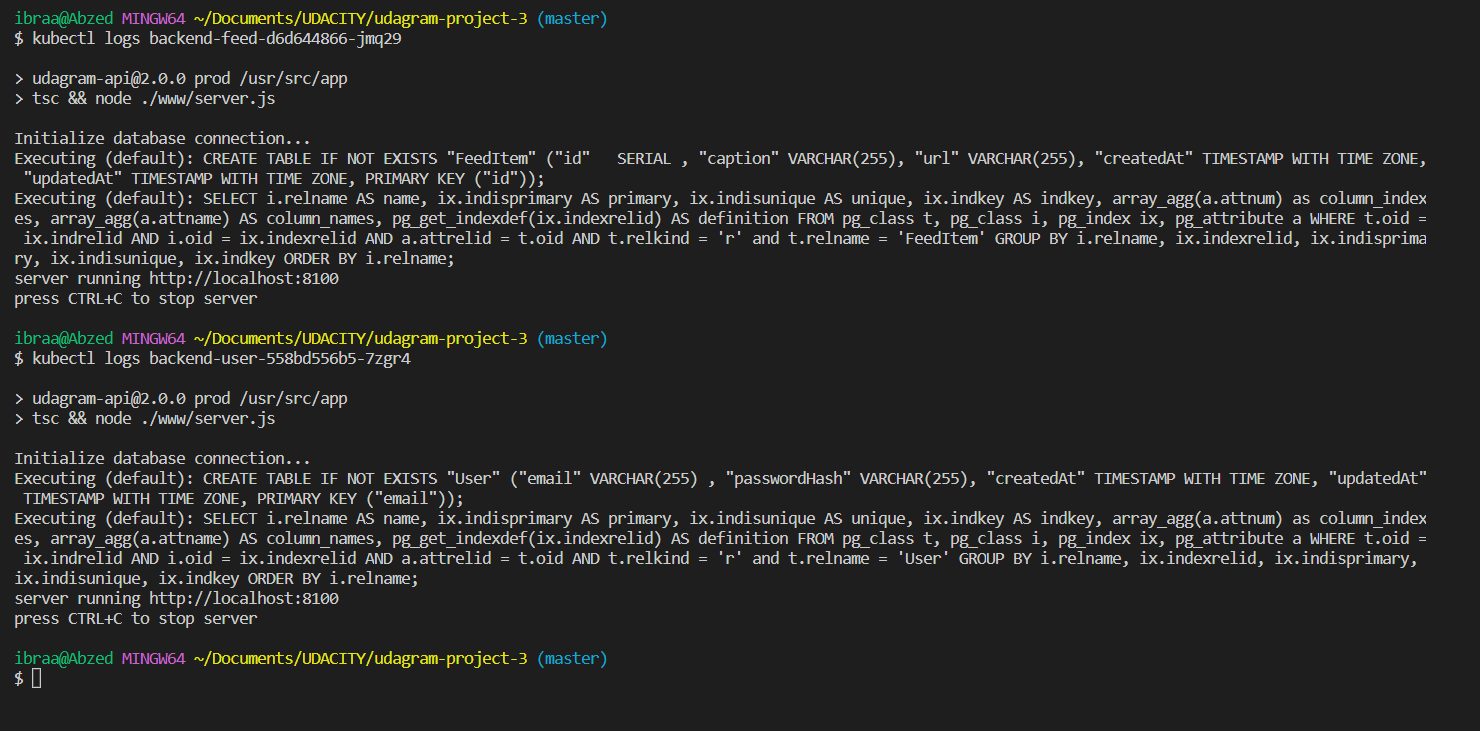 ibraa@Abzed MINGW64 ~/Documents/UDACITY/udagram-project-3 (master)
$ kubectl logs backend-feed-d6d644866-jmq29
> udagram-api@2.0.0 prod /usr/src/app
> tsc && node ./www/server.js
Initialize database connection...
Executing (default): CREATE TABLE IF NOT EXISTS "FeedItem" ("id"   SERIAL , "caption" VARCHAR(255), "url" VARCHAR(255), "createdAt" TIMESTAMP WITH TIME ZONE,
 "updatedAt" TIMESTAMP WITH TIME ZONE, PRIMARY KEY ("id"));
Executing (default): SELECT i.relname AS name, ix.indisprimary AS primary, ix.indisunique AS unique, ix.indkey AS indkey, array_agg(a.attnum) as column_index
es, array_agg(a.attname) AS column_names, pg_get_indexdef(ix.indexrelid) AS definition FROM pg_class t, pg_class i, pg_index ix, pg_attribute a WHERE t.oid =
 ix.indrelid AND i.oid = ix.indexrelid AND a.attrelid = t.oid AND t.relkind = 'r' and t.relname = 'FeedItem' GROUP BY i.relname, ix.indexrelid, ix.indisprima
ry, ix.indisunique, ix.indkey ORDER BY i.relname;
server running http://localhost:8100
press CTRL+C to stop server
ibraa@Abzed MINGW64 ~/Documents/UDACITY/udagram-project-3 (master)
$ kubectl logs backend-user-558bd556b5-7zgr4
> udagram-api@2.0.0 prod /usr/src/app
> tsc && node ./www/server.js
Initialize database connection...
Executing (default): CREATE TABLE IF NOT EXISTS "User" ("email" VARCHAR(255) , "passwordHash" VARCHAR(255), "createdAt" TIMESTAMP WITH TIME ZONE, "updatedAt"
 TIMESTAMP WITH TIME ZONE, PRIMARY KEY ("email"));
Executing (default): SELECT i.relname AS name, ix.indisprimary AS primary, ix.indisunique AS unique, ix.indkey AS indkey, array_agg(a.attnum) as column_index
es, array_agg(a.attname) AS column_names, pg_get_indexdef(ix.indexrelid) AS definition FROM pg_class t, pg_class i, pg_index ix, pg_attribute a WHERE t.oid =
 ix.indrelid AND i.oid = ix.indexrelid AND a.attrelid = t.oid AND t.relkind = 'r' and t.relname = 'User' GROUP BY i.relname, ix.indexrelid, ix.indisprimary,
ix.indisunique, ix.indkey ORDER BY i.relname;
server running http://localhost:8100
press CTRL+C to stop server
ibraa@Abzed MINGW64 ~/Documents/UDACITY/udagram-project-3 (master)
$